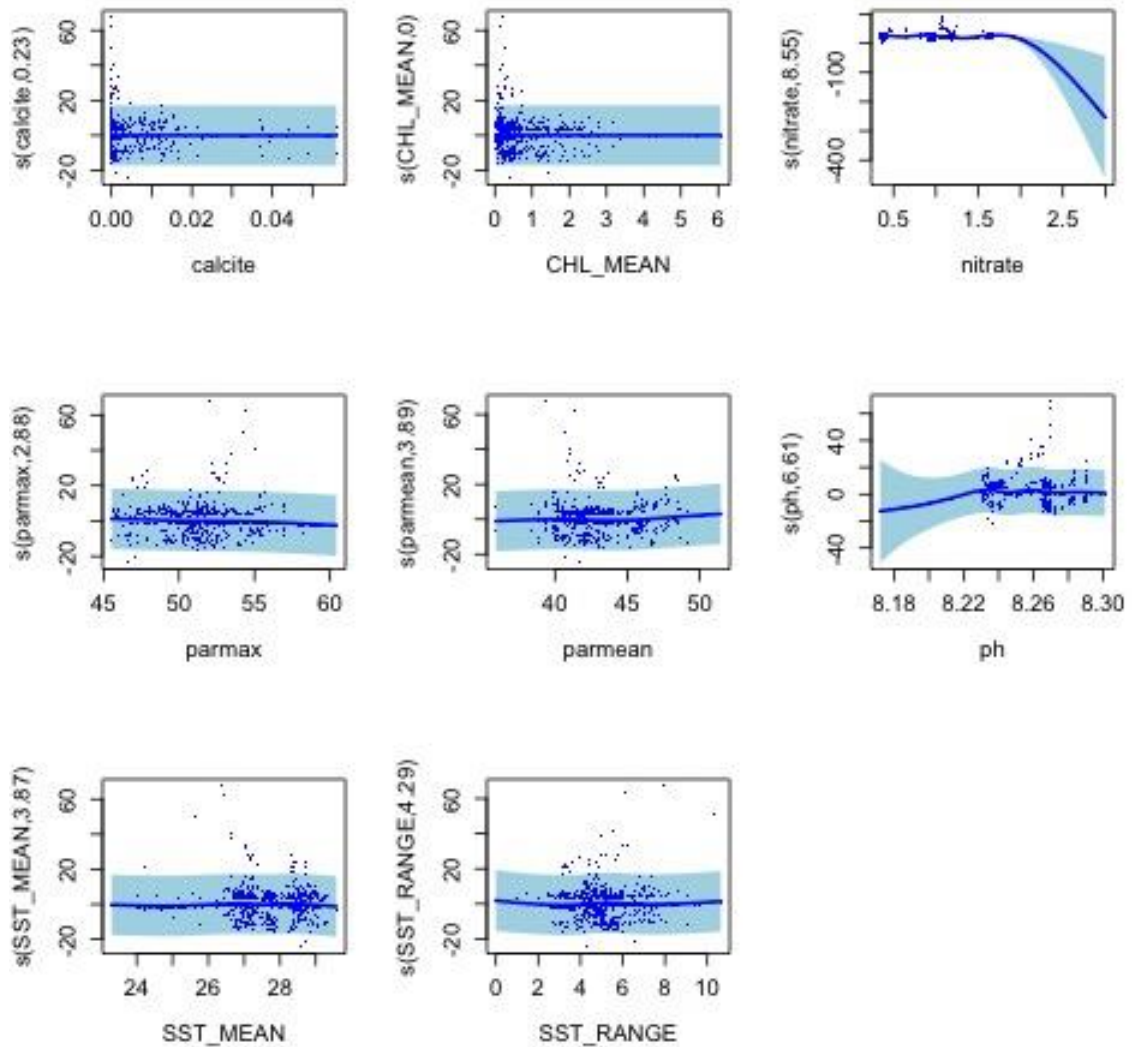 s(calcite,0.23)
60
20
-20
0.00 0.02 0.04
calcite
s(CHL_MEAN,0)
60
20
-20
0 1 2 3 4 5 6
CHL_MEAN
s(nitrate,8.55)
-100
-400
0.5 1.5 2.5
nitrate
s(parmax,2.88)
60
20
-20
45 50 55 60
parmax
s(parmean,3.89)
60
20
-20
40 45 50
parmean
s(ph,6.61)
40
0
-40
8.18 8.22 8.26 8.30
ph
s(SST_MEAN,3.87)
60
20
-20
24 26 28
SST_MEAN
s(SST_RANGE,4.29)
60
20
-20
0 2 4 6 8 10
SST_RANGE